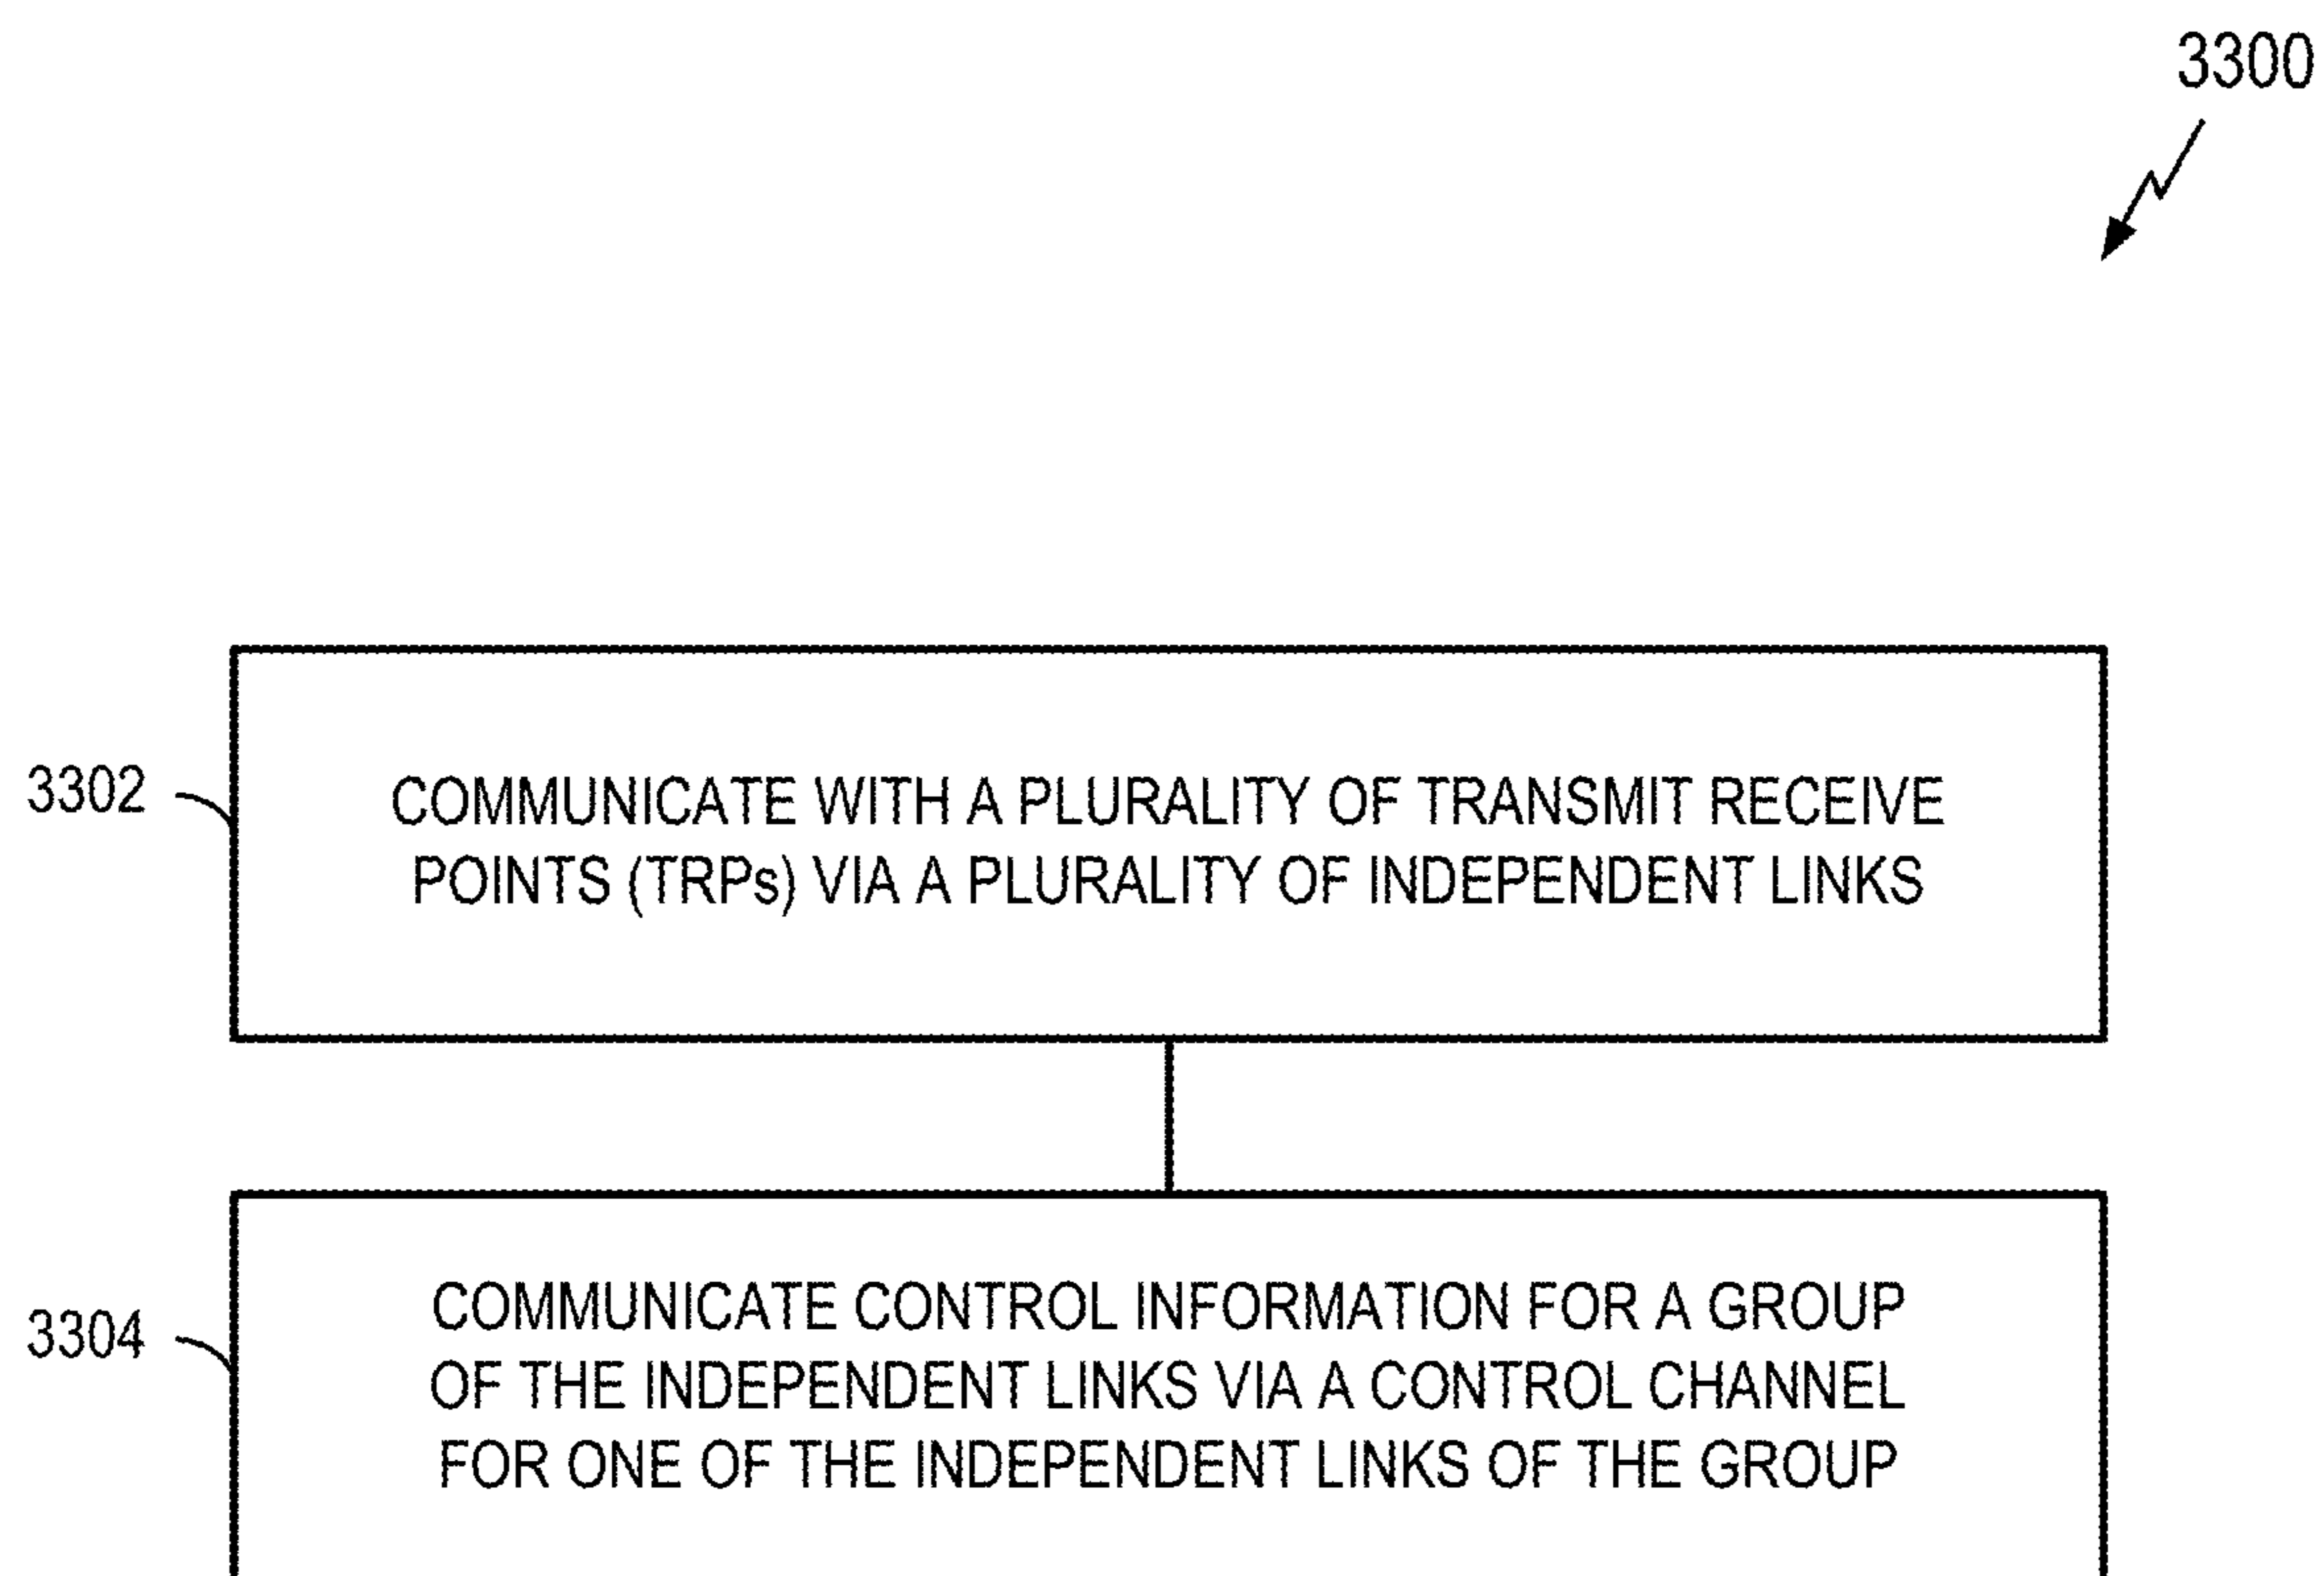 3300
3302
COMMUNICATE WITH A PLURALITY OF TRANSMIT RECEIVE
POINTS (TRPs) VIA A PLURALITY OF INDEPENDENT LINKS
3304
COMMUNICATE CONTROL INFORMATION FOR A GROUP
OF THE INDEPENDENT LINKS VIA A CONTROL CHANNEL
FOR ONE OF THE INDEPENDENT LINKS OF THE GROUP